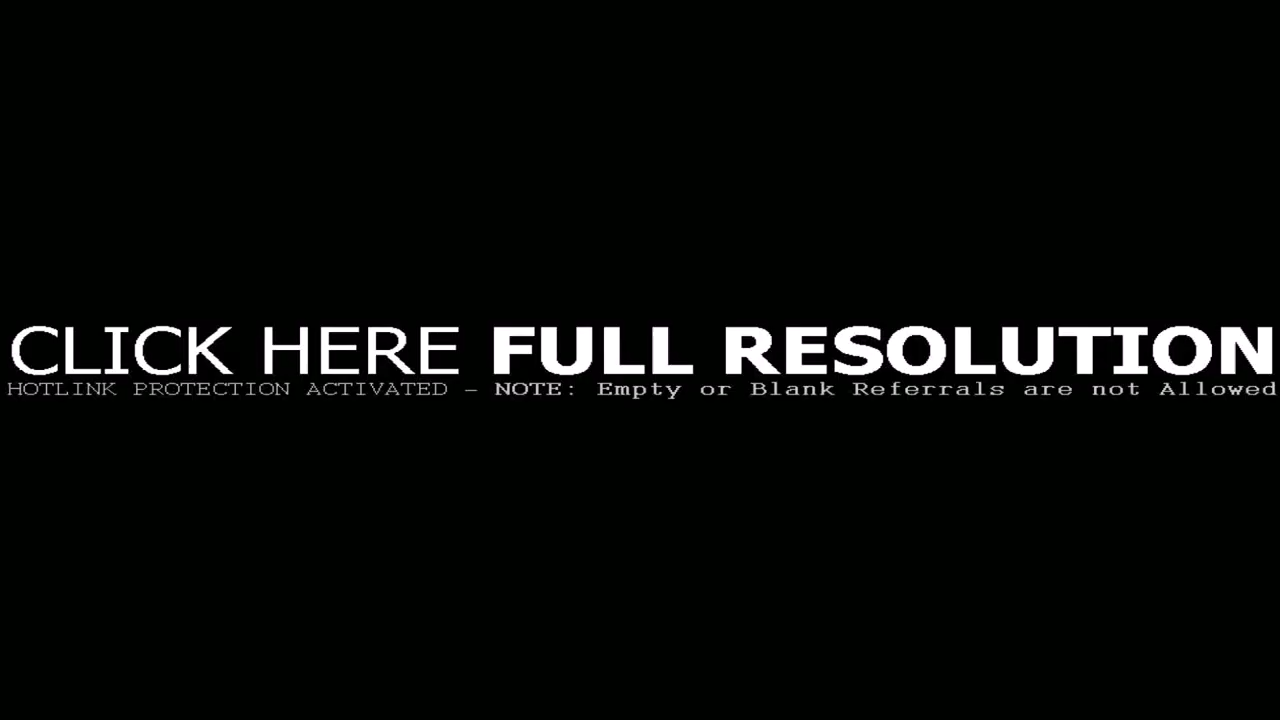 CLICK HERE FULL RESOLUTION
HOTLINK PROTECTION ACTIVATED - NOTE: Empty or Blank Referrals are not Allowed